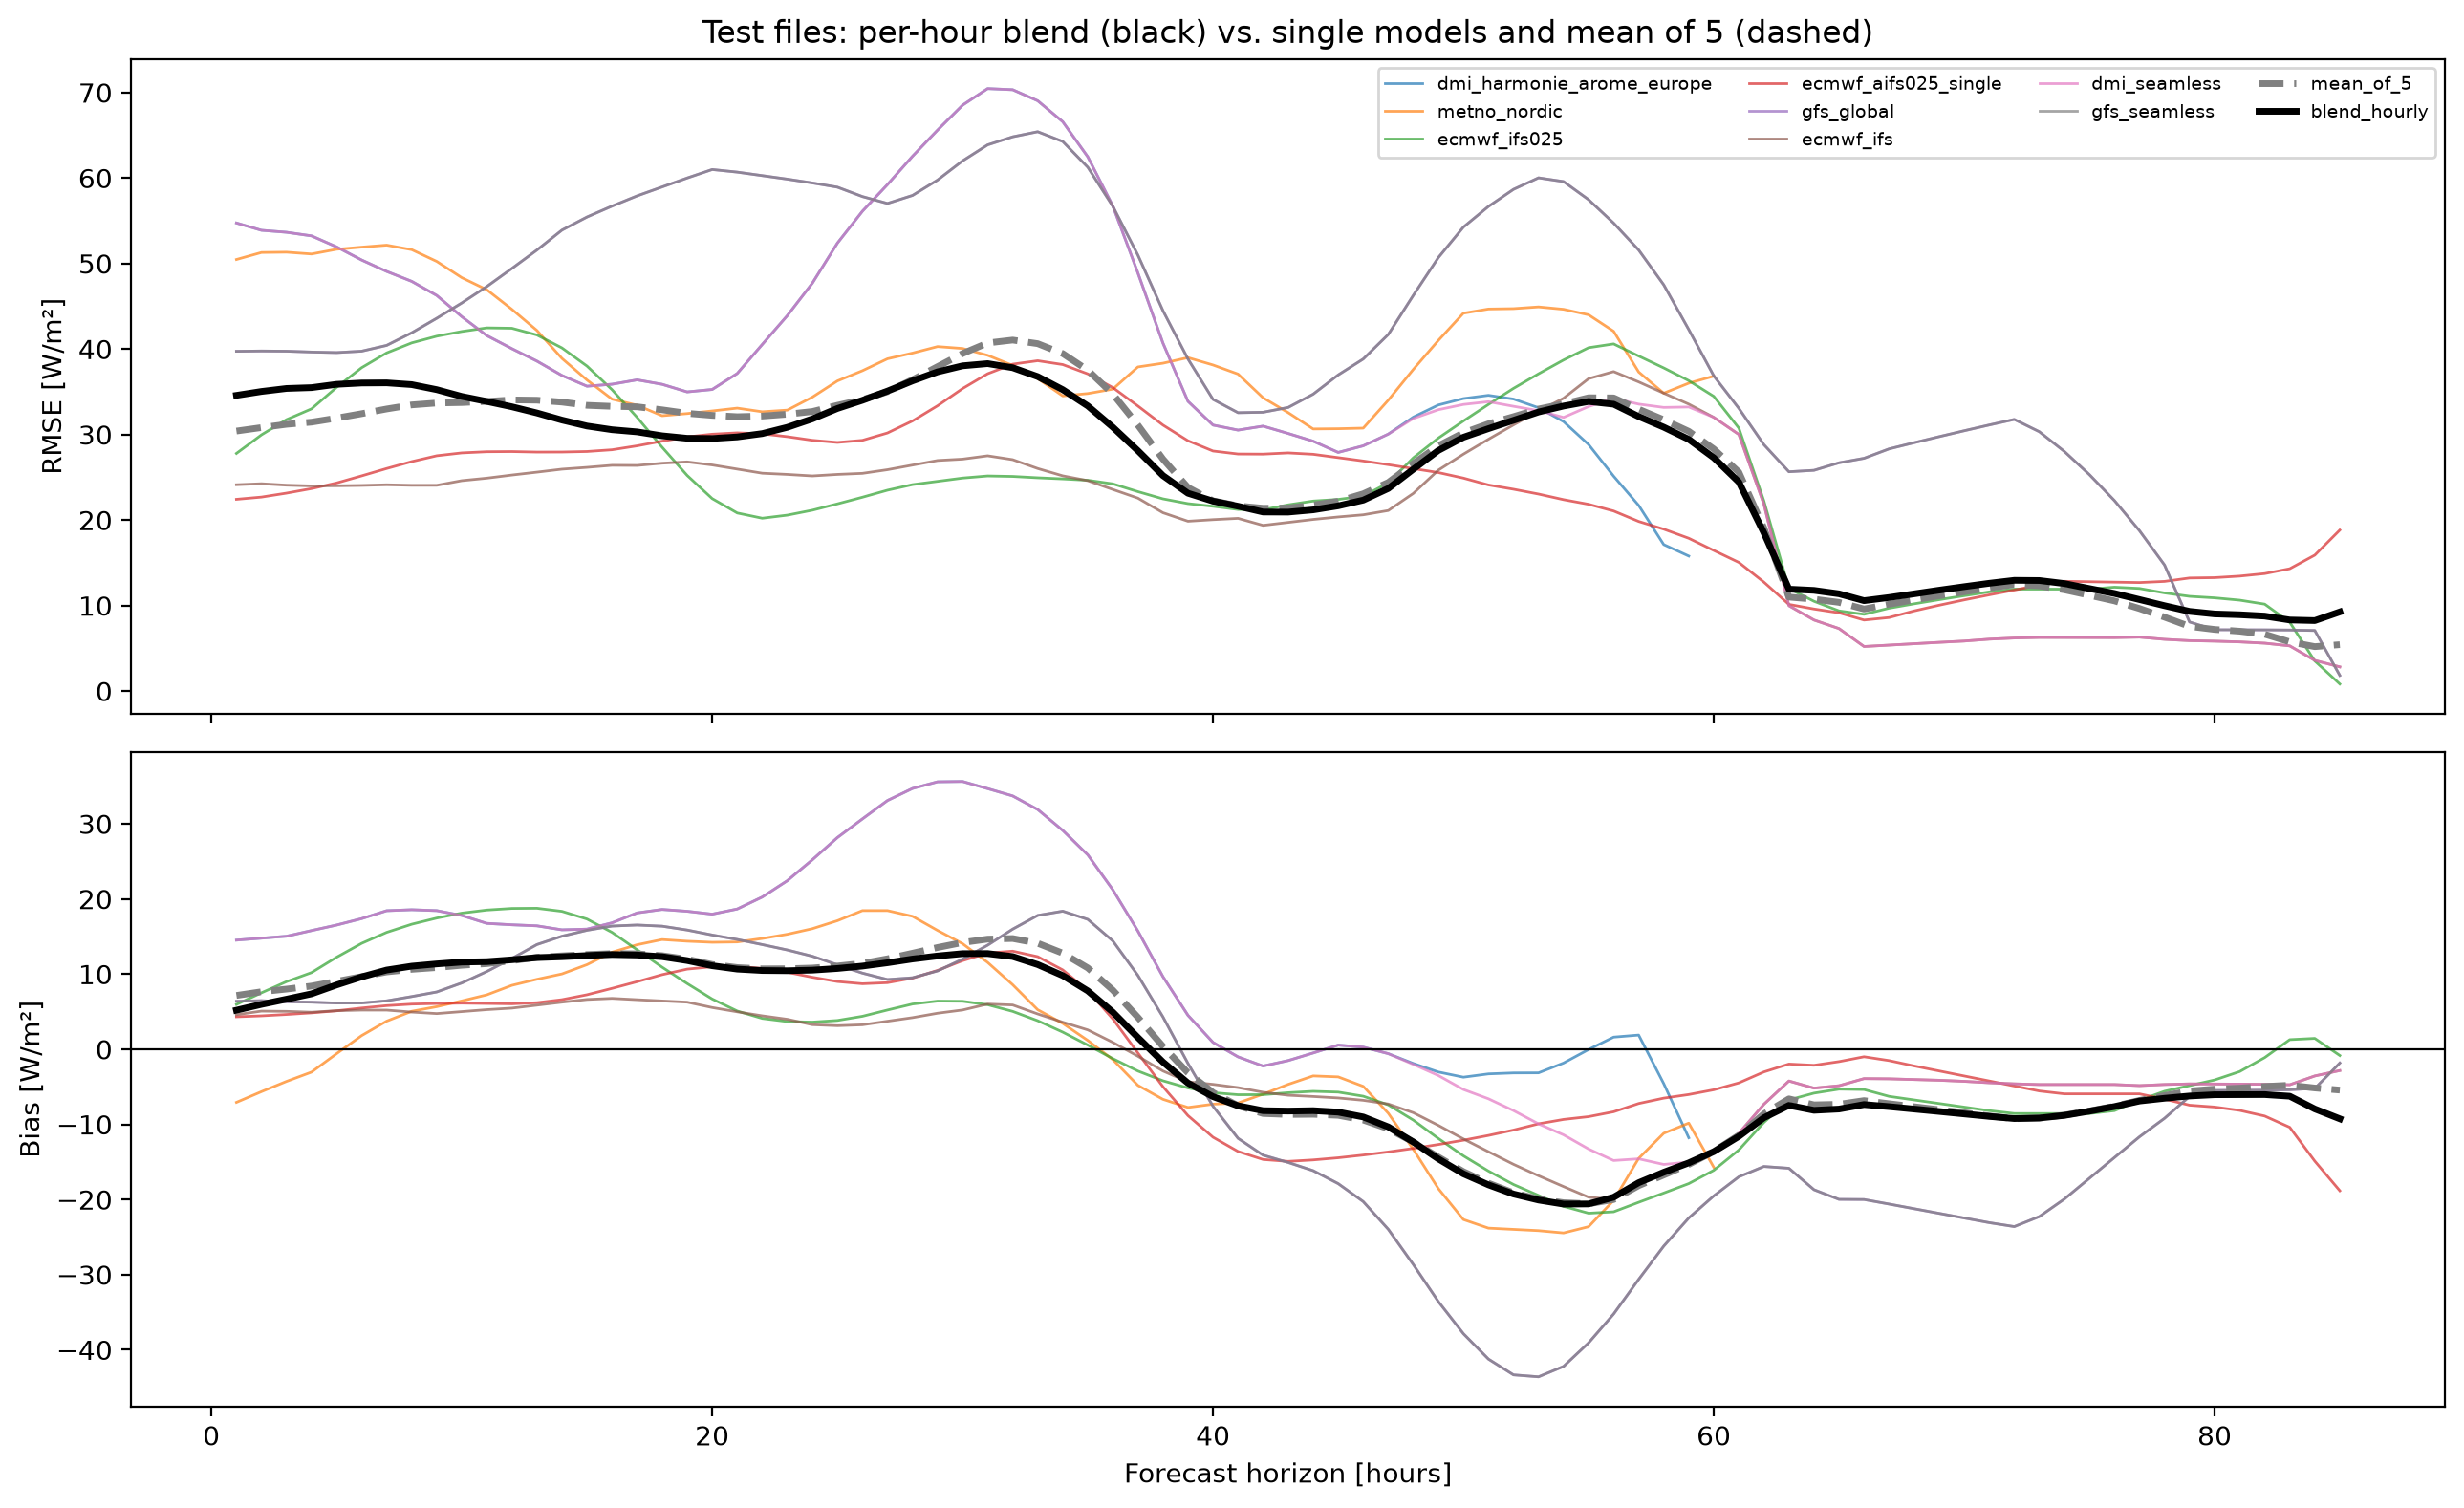 Test files: per-hour blend (black) vs. single models and mean of 5 (dashed)
dmi_harmonie_arome_europe
metno_nordic
ecmwf_ifs025
ecmwf_aifs025_single
gfs_global
ecmwf_ifs
dmi_seamless
gfs_seamless
mean_of_5
blend_hourly
RMSE [W/m²]
70
60
50
40
30
20
10
0
Bias [W/m²]
30
20
10
0
−10
−20
−30
−40
0
20
40
60
80
Forecast horizon [hours]